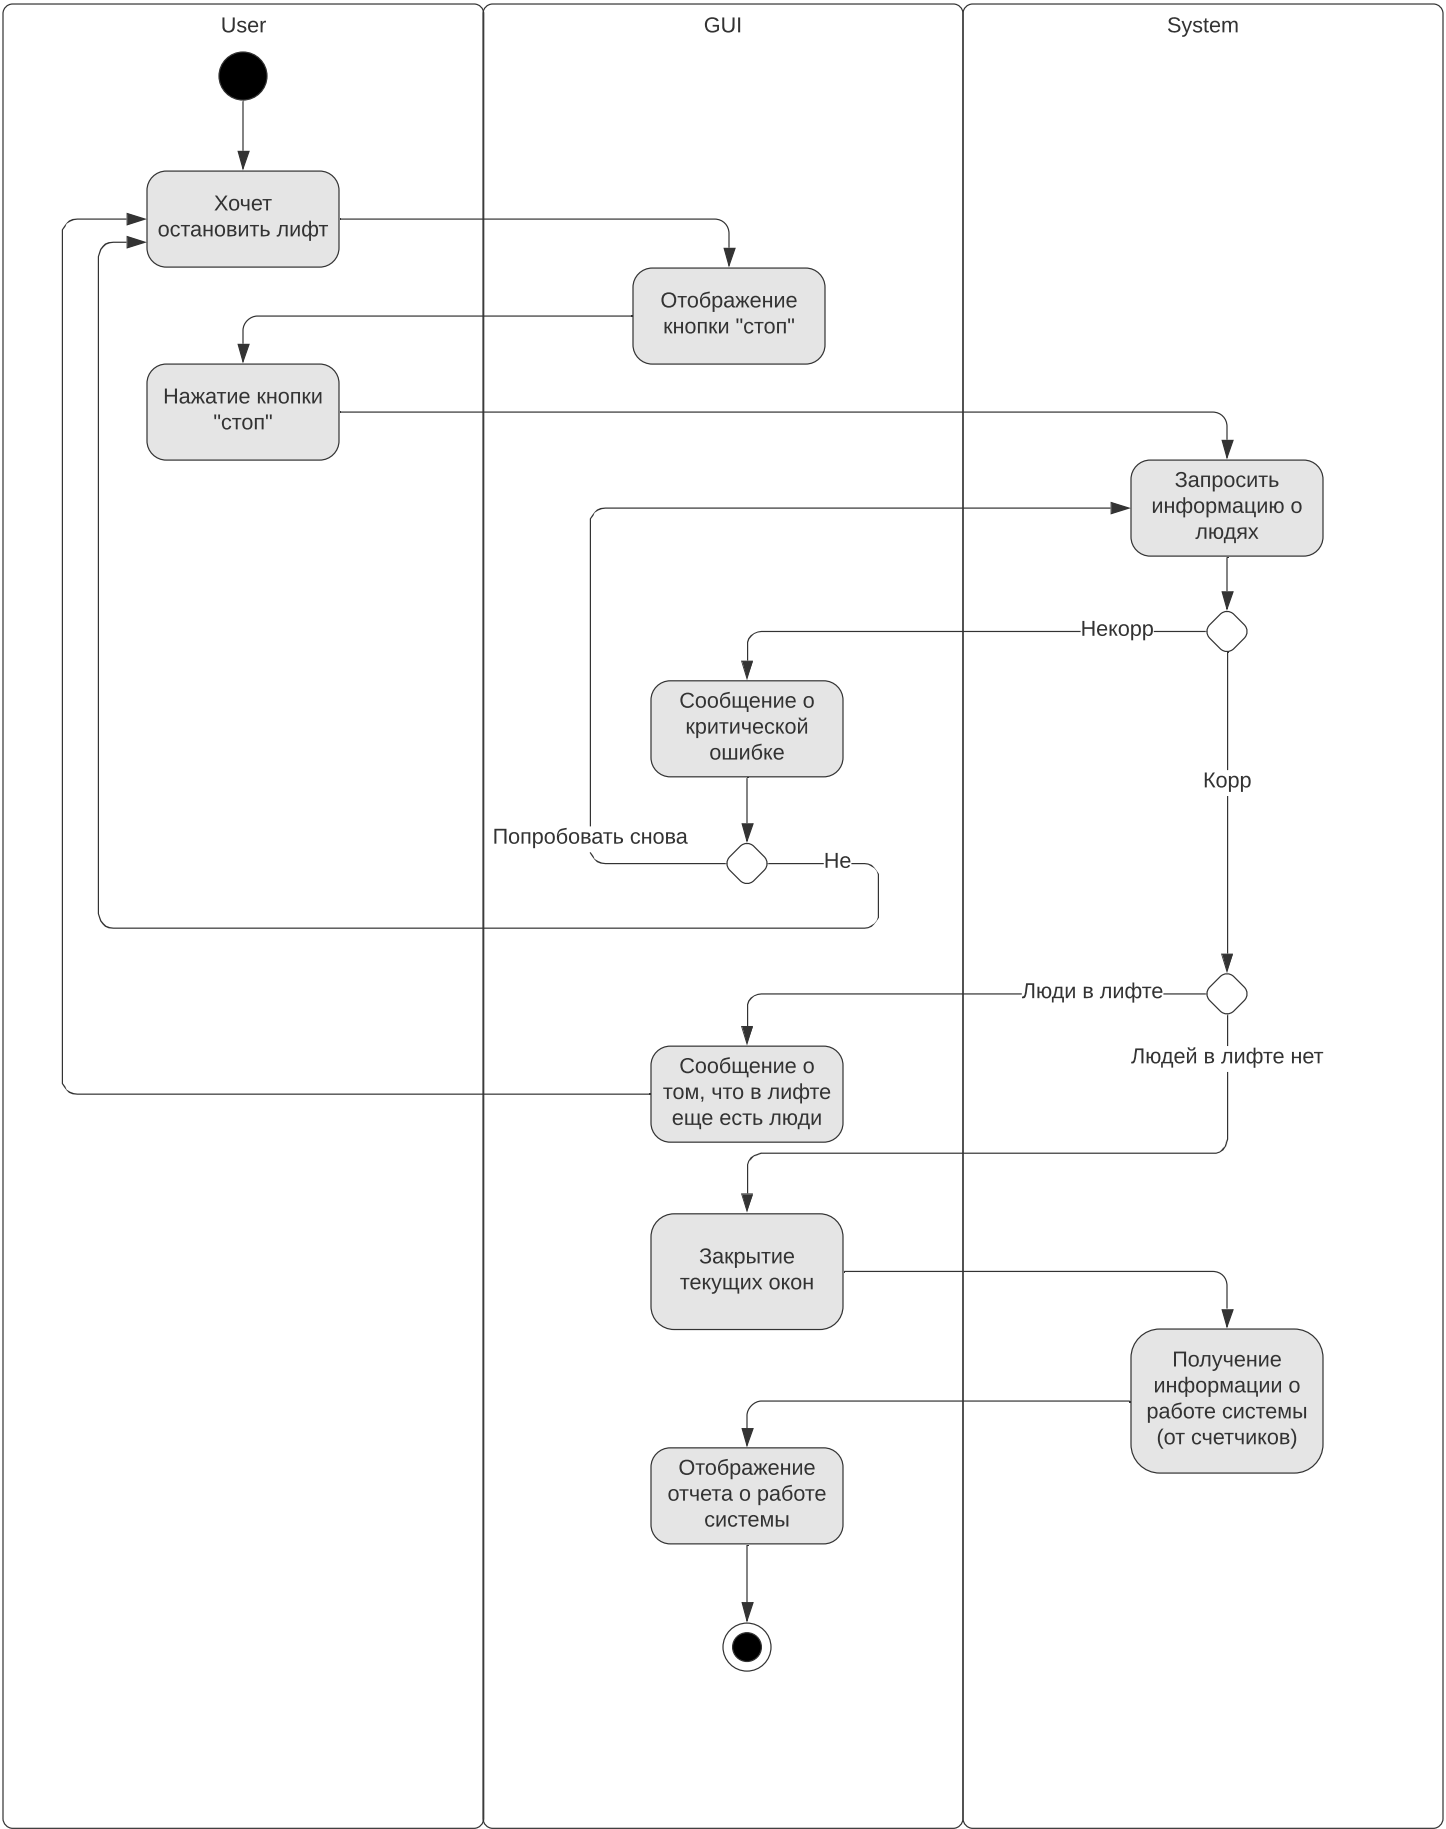 User
GUI
System
Хочет
остановить лифт
Отображение
кнопки "стоп"
Нажатие кнопки
"стоп"
Запросить
информацию о
людях
Некорр
Сообщение о
критической
ошибке
Корр
Попробовать снова
Не
Люди в лифте
Людей в лифте нет
Сообщение о
том, что в лифте
еще есть люди
Закрытие
текущих окон
Получение
информации о
работе системы
(от счетчиков)
Отображение
отчета о работе
системы